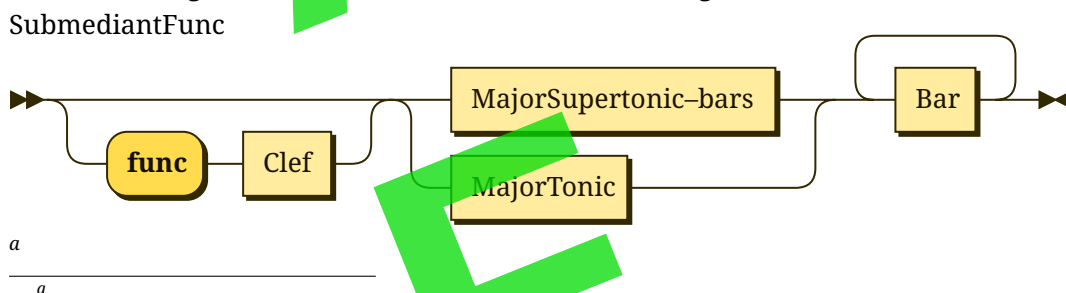 SubmediantFunc
MajorSupertonic–bars
Bar
func
Clef
MajorTonic
a
a